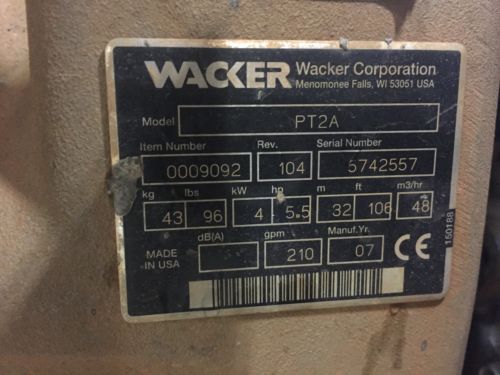 WACKER Wacker Corporation
Menomonee Falls, WI 53051 USA
Model PT2A
Item Number Rev. Serial Number
0009092 104 5742557
kg lbs kW hp m ft m3/hr
43 96 4 5.5 32 106 48
dB(A) gpm Manuf.Yr.
MADE IN USA 210 07 CE
160188